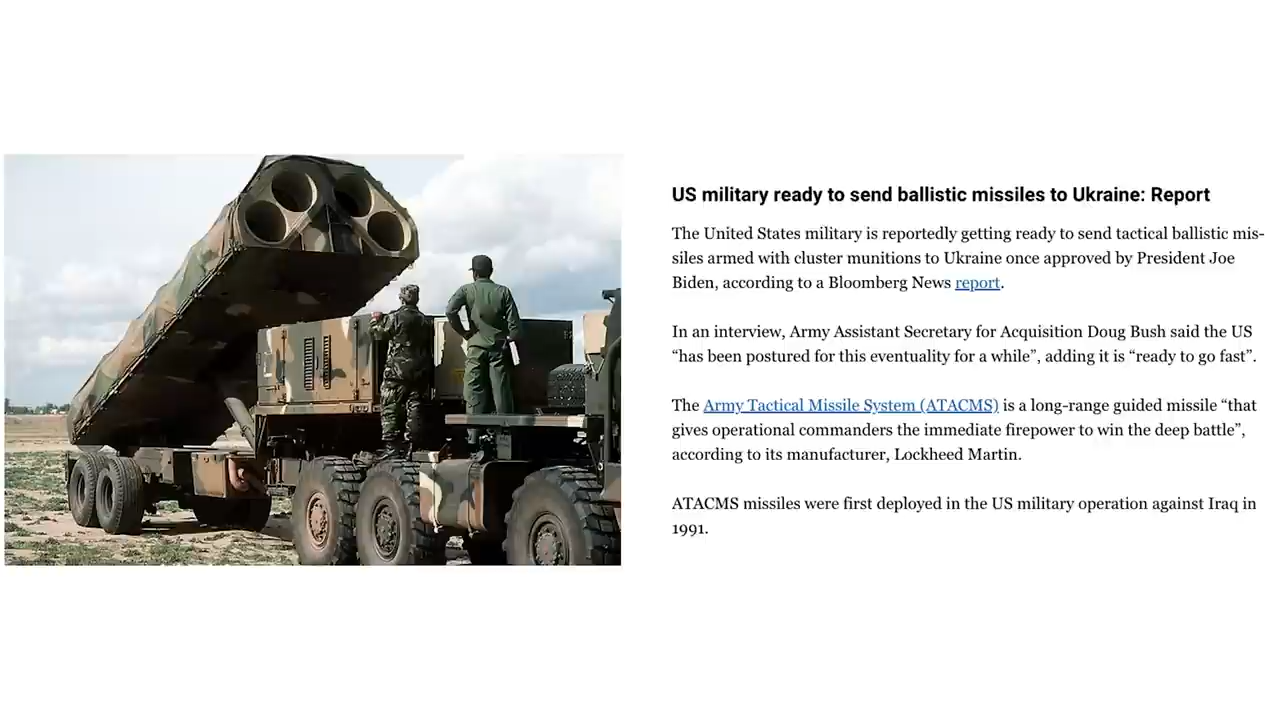 US military ready to send ballistic missiles to Ukraine: Report
The United States military is reportedly getting ready to send tactical ballistic mis-
siles armed with cluster munitions to Ukraine once approved by President Joe
Biden, according to a Bloomberg News report.
In an interview, Army Assistant Secretary for Acquisition Doug Bush said the US
“has been postured for this eventuality for a while”, adding it is “ready to go fast”.
The Army Tactical Missile System (ATACMS) is a long-range guided missile “that
gives operational commanders the immediate firepower to win the deep battle”,
according to its manufacturer, Lockheed Martin.
ATACMS missiles were first deployed in the US military operation against Iraq in
1991.